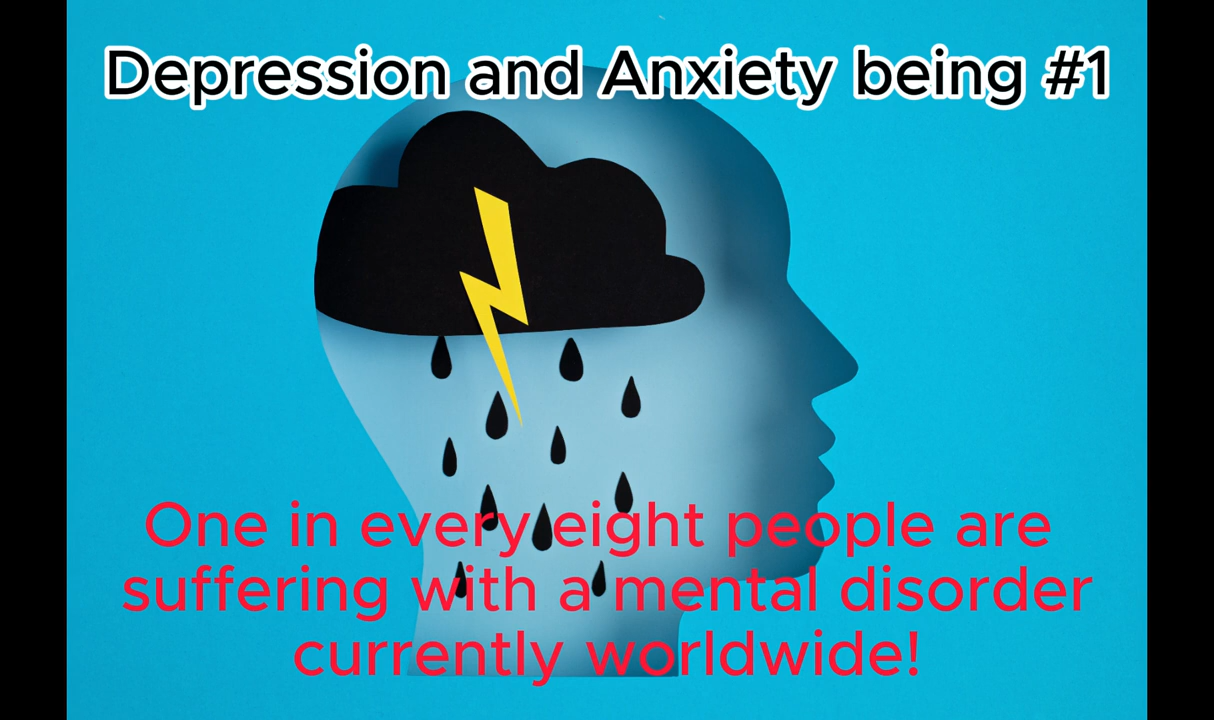 Depression and Anxiety being #1
One in every eight people are
suffering with a mental disorder
currently worldwide!